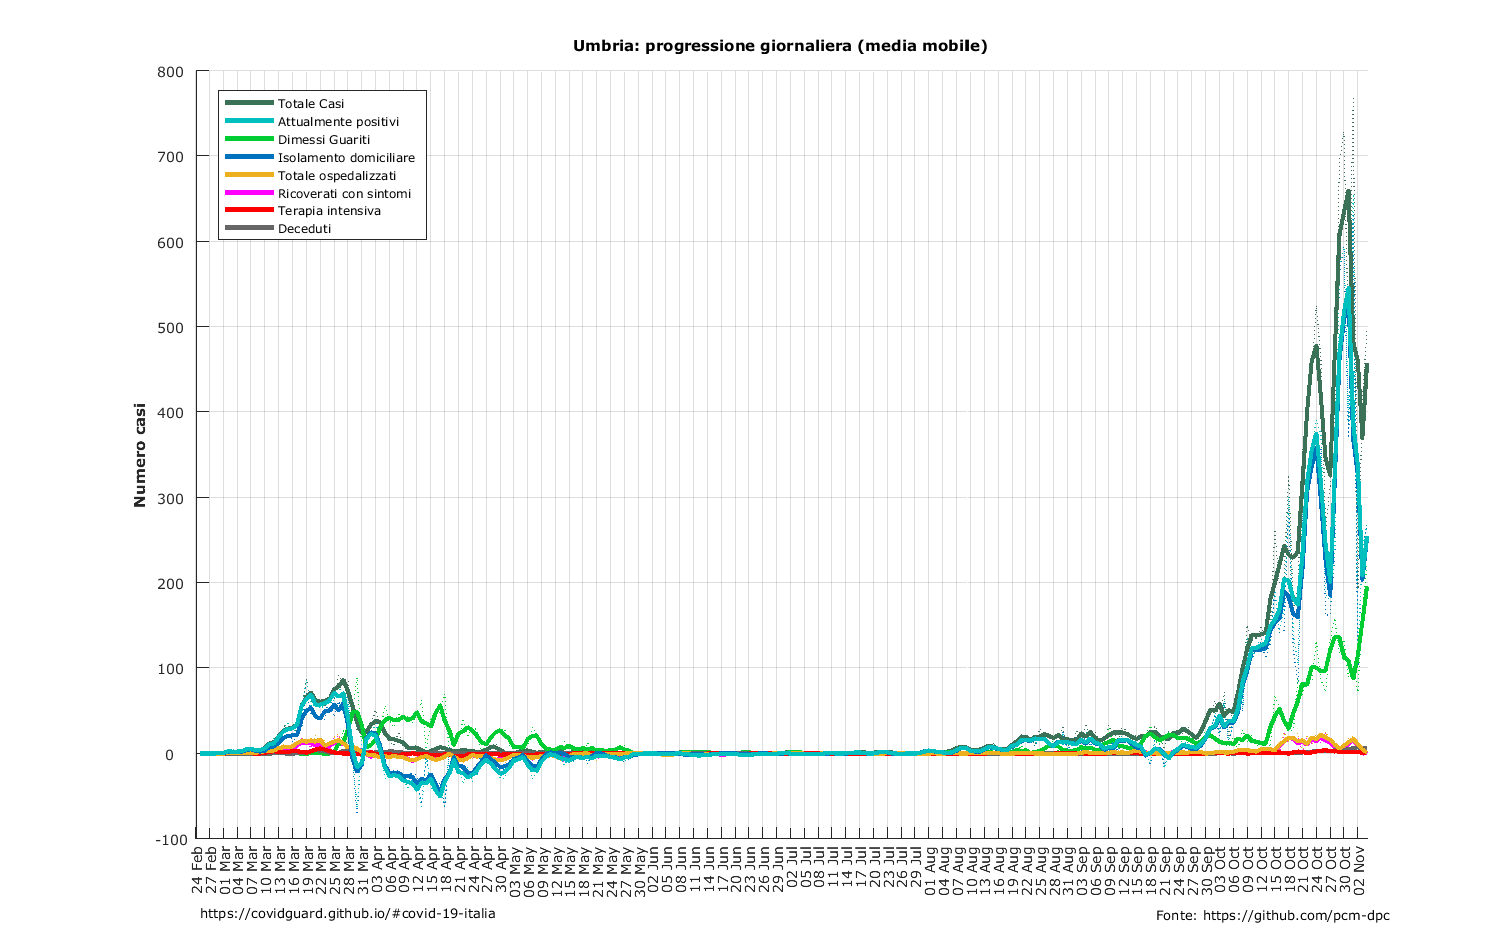 Umbria: progressione giornaliera (media mobile)
800
700
600
500
400
300
200
100
0
-100
Numero casi
Totale Casi
Attualmente positivi
Dimessi Guariti
Isolamento domiciliare
Totale ospedalizzati
Ricoverati con sintomi
Terapia intensiva
Deceduti
24 Feb
27 Feb
01 Mar
04 Mar
07 Mar
10 Mar
13 Mar
16 Mar
19 Mar
22 Mar
25 Mar
28 Mar
31 Mar
03 Apr
06 Apr
09 Apr
12 Apr
15 Apr
18 Apr
21 Apr
24 Apr
27 Apr
30 Apr
03 May
06 May
09 May
12 May
15 May
18 May
21 May
24 May
27 May
30 May
02 Jun
05 Jun
08 Jun
11 Jun
14 Jun
17 Jun
20 Jun
23 Jun
26 Jun
29 Jun
02 Jul
05 Jul
08 Jul
11 Jul
14 Jul
17 Jul
20 Jul
23 Jul
26 Jul
29 Jul
01 Aug
04 Aug
07 Aug
10 Aug
13 Aug
16 Aug
19 Aug
22 Aug
25 Aug
28 Aug
31 Aug
03 Sep
06 Sep
09 Sep
12 Sep
15 Sep
18 Sep
21 Sep
24 Sep
27 Sep
30 Sep
03 Oct
06 Oct
09 Oct
12 Oct
15 Oct
18 Oct
21 Oct
24 Oct
27 Oct
30 Oct
02 Nov
https://covidguard.github.io/#covid-19-italia
Fonte: https://github.com/pcm-dpc